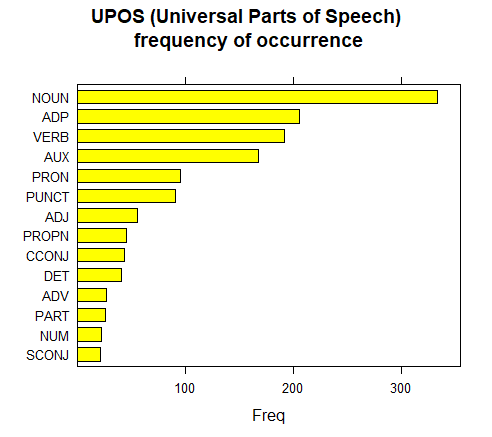 UPOS (Universal Parts of Speech)
frequency of occurrence
NOUN
ADP
VERB
AUX
PRON
PUNCT
ADJ
PROPN
CCONJ
DET
ADV
PART
NUM
SCONJ
100 200 300
Freq